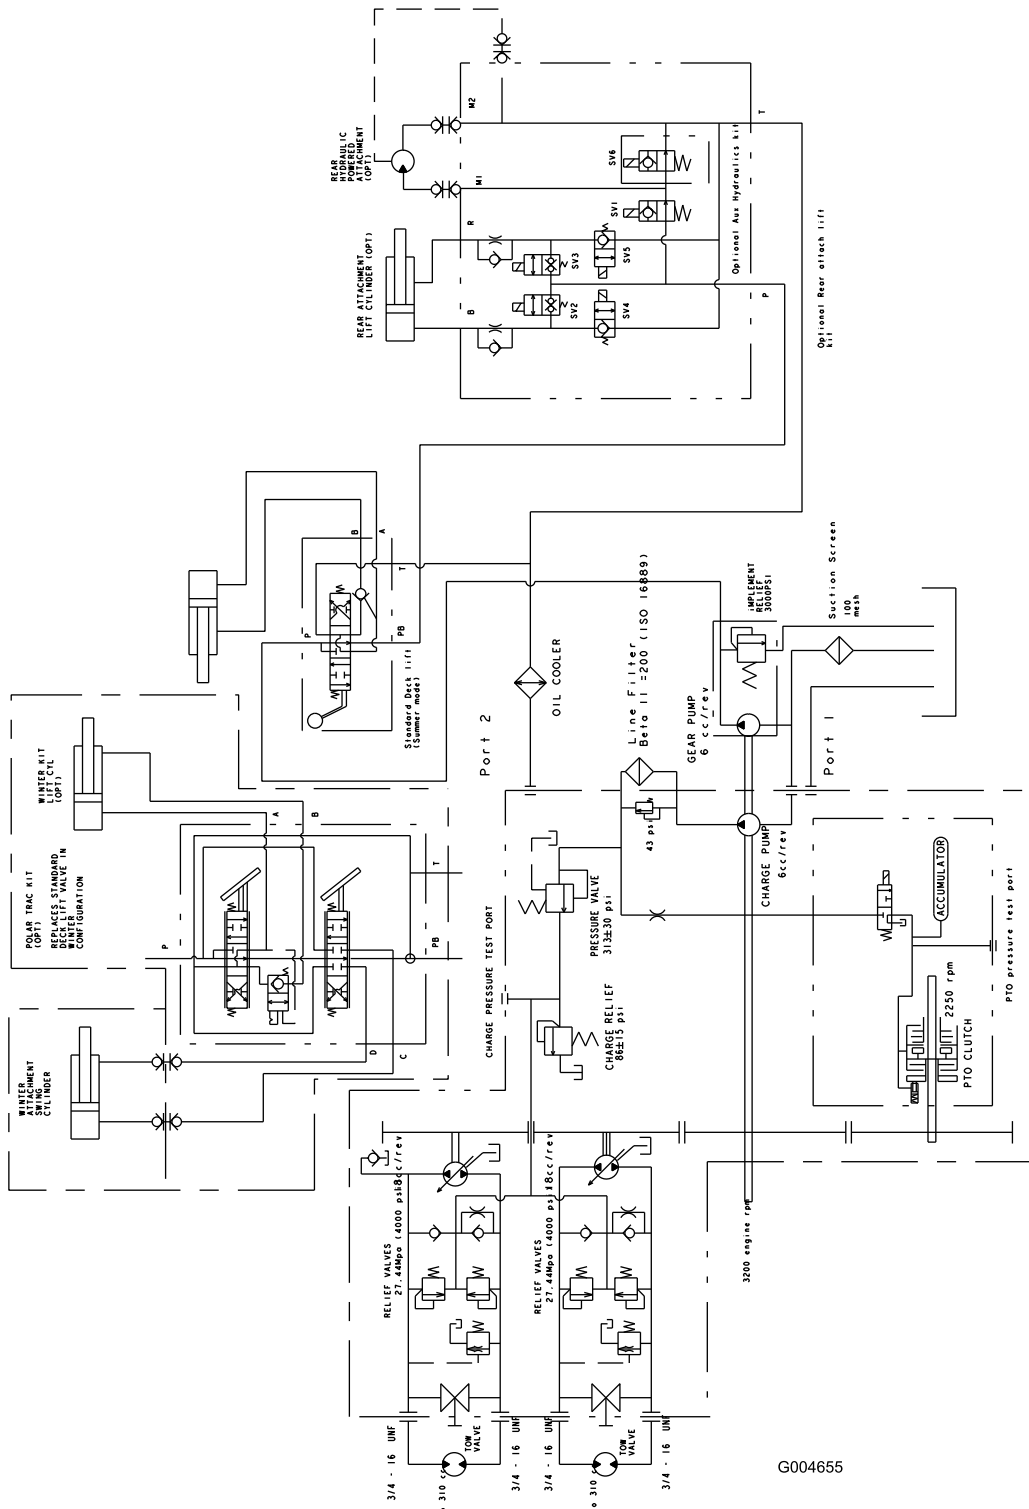 M2
T
REAR
HYDRAULIC
POWERED
ATTACHMENT
(OPT)
M1
SV6
SV1
Optional Aux Hydraulics kit
R
SV3
SV5
REAR ATTACHMENT
LIFT CYLINDER (OPT)
B
SV2
SV4
P
Optional Rear attach lift
kit
B
A
T
P
PB
Standard Deck lift
(Summer mode)
Port 2
OIL COOLER
Line Filter
Beta 11 =200 (ISO 16889)
iMPLEMENT
RELIEF
3000PSI
Suction Screen
100
mesh
GEAR PUMP
6 cc/rev
Port 1
WINTER KIT
LIFT CYL
(OPT)
POLAR TRAC KIT
(OPT)
REPLACES STANDARD
DECK LIFT VALVE IN
WINTER
CONFIGURATION
A
B
T
P
PB
43 psi
CHARGE PUMP
6cc/rev
ACCUMULATOR
PRESSURE VALVE
313±30 psi
CHARGE PRESSURE TEST PORT
CHARGE RELIEF
86±15 psi
PTO pressure test port
2250 rpm
PTO CLUTCH
D
C
WINTER
ATTACHMENT
SWING
CYLINDER
18cc/rev
18cc/rev
RELIEF VALVES
27.44Mpa (4000 psi)
RELIEF VALVES
27.44Mpa (4000 psi)
3200 engine rpm
TOW
VALVE
TOW
VALVE
3/4 - 16 UNF
3/4 - 16 UNF
3/4 - 16 UNF
3/4 - 16 UNF
310
310
G004655